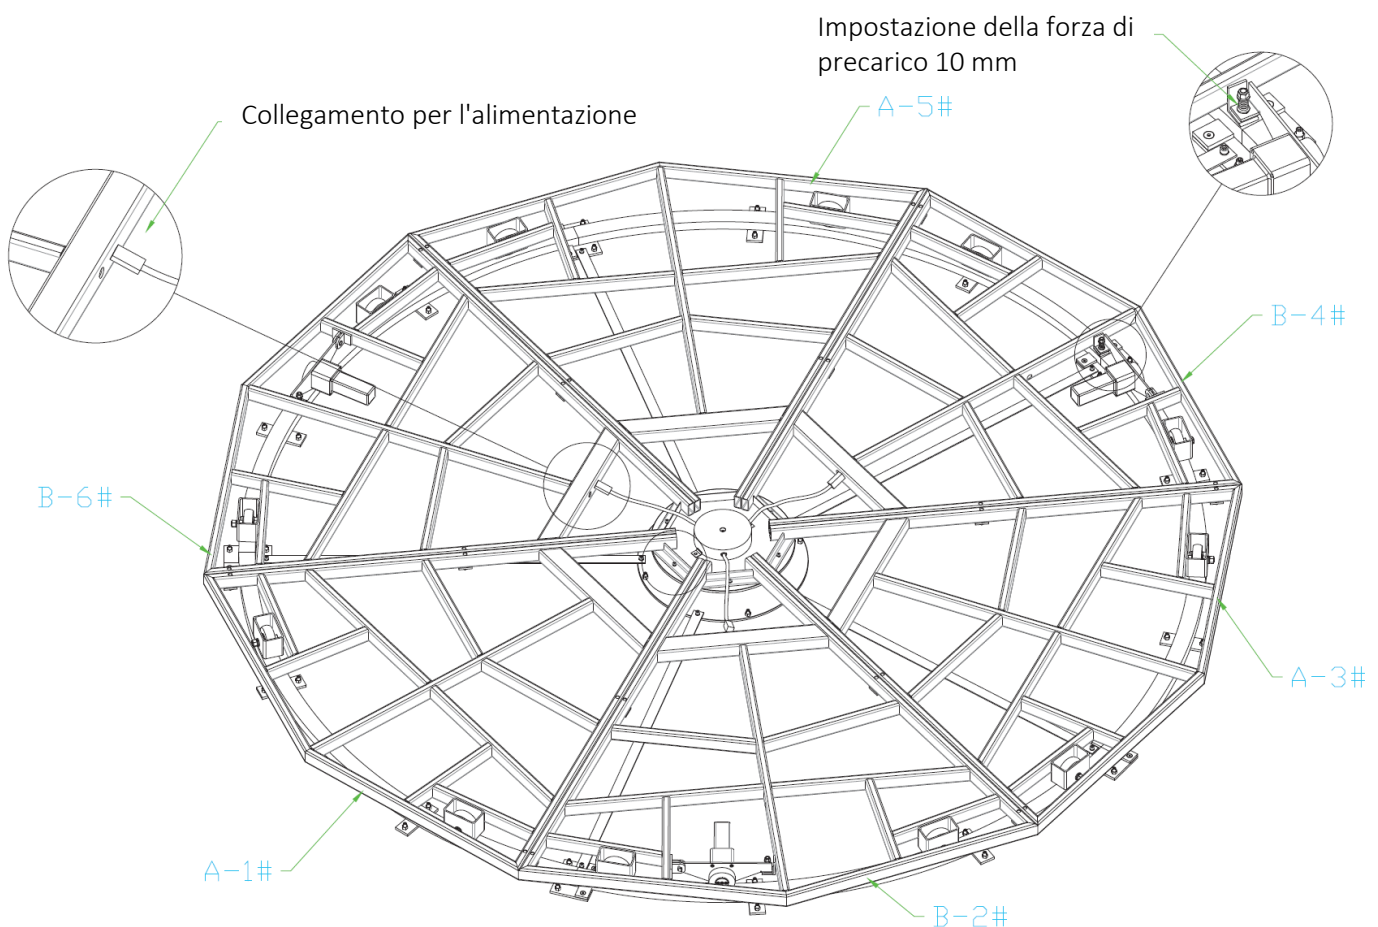 Impostazione della forza di
precarico 10 mm
Collegamento per l'alimentazione
A-5#
B-4#
B-6#
A-3#
A-1#
B-2#